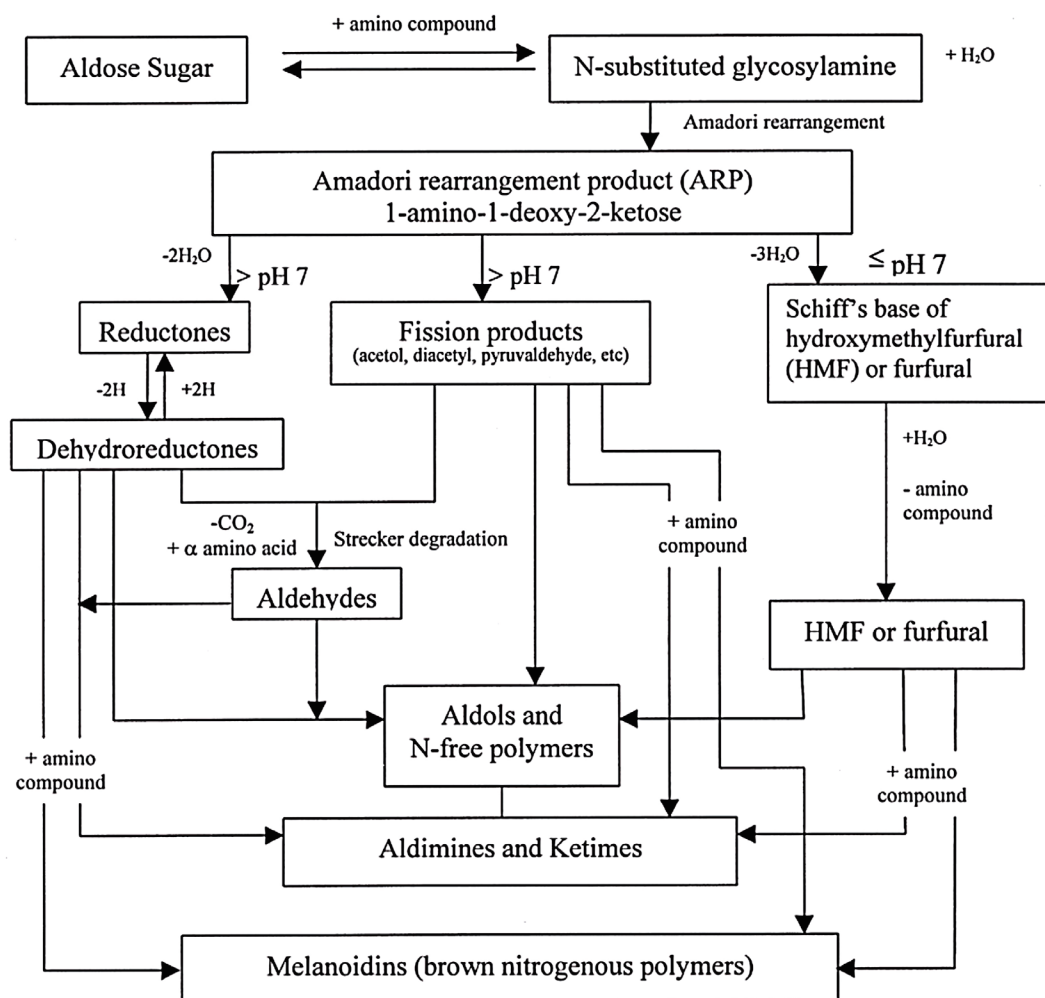 + amino compound
Aldose Sugar
N-substituted glycosylamine
+ H₂O
Amadori rearrangement
Amadori rearrangement product (ARP)
1-amino-1-deoxy-2-ketose
-2H₂O
> pH 7
> pH 7
-3H₂O
≤ pH 7
Reductones
Fission products
(acetol, diacetyl, pyruvaldehyde, etc)
Schiff's base of
hydroxymethylfurfural
(HMF) or furfural
-2H
+2H
Dehydroreductones
+H₂O
- amino
compound
-CO₂
+ α amino acid
Strecker degradation
+ amino
compound
Aldehydes
HMF or furfural
Aldols and
N-free polymers
+ amino
compound
+ amino
compound
Aldimines and Ketimes
Melanoidins (brown nitrogenous polymers)